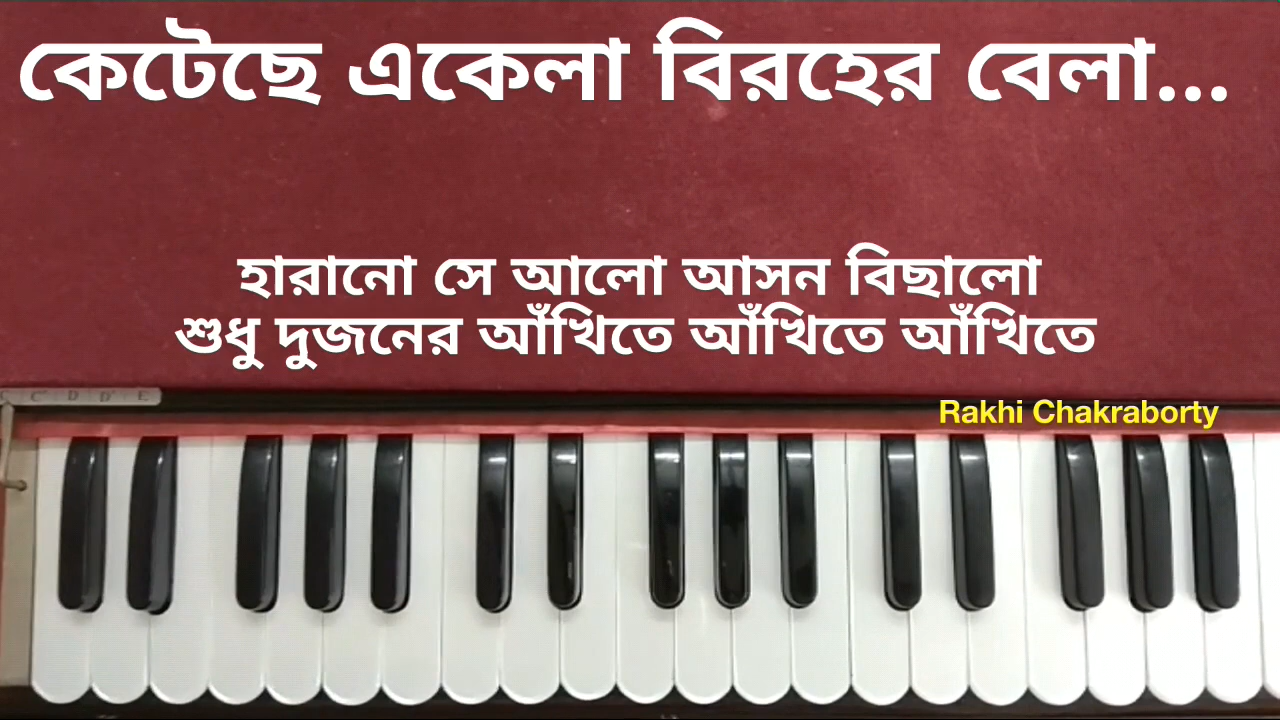 কেটেছে একেলা বিরহের বেলা...
হারানো সে আলো আসন বিছালো
শুধু দুজনের আঁখিতে আঁখিতে আঁখিতে
C C' D D' E
Rakhi Chakraborty